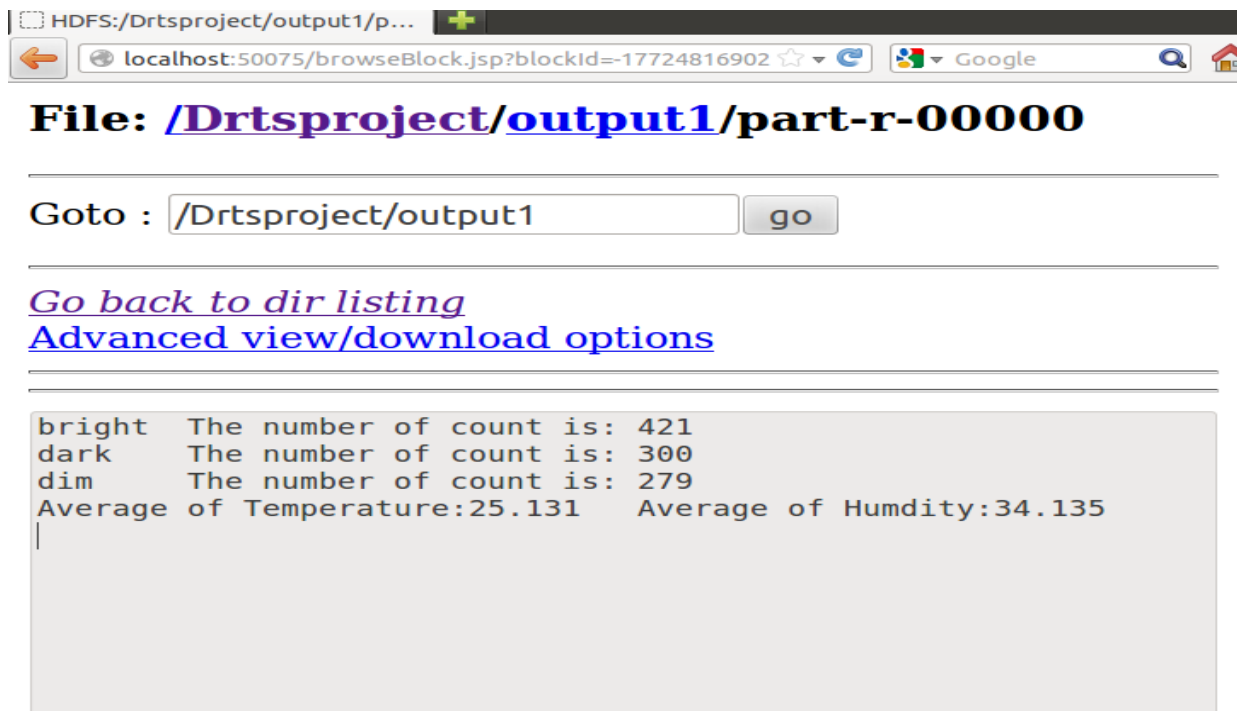 HDFS:/Drtsproject/output1/p...
localhost:50075/browseBlock.jsp?blockId=-17724816902
Google
File: /Drtsproject/output1/part-r-00000
Goto : /Drtsproject/output1 go
Go back to dir listing
Advanced view/download options
bright The number of count is: 421
dark The number of count is: 300
dim The number of count is: 279
Average of Temperature:25.131 Average of Humdity:34.135